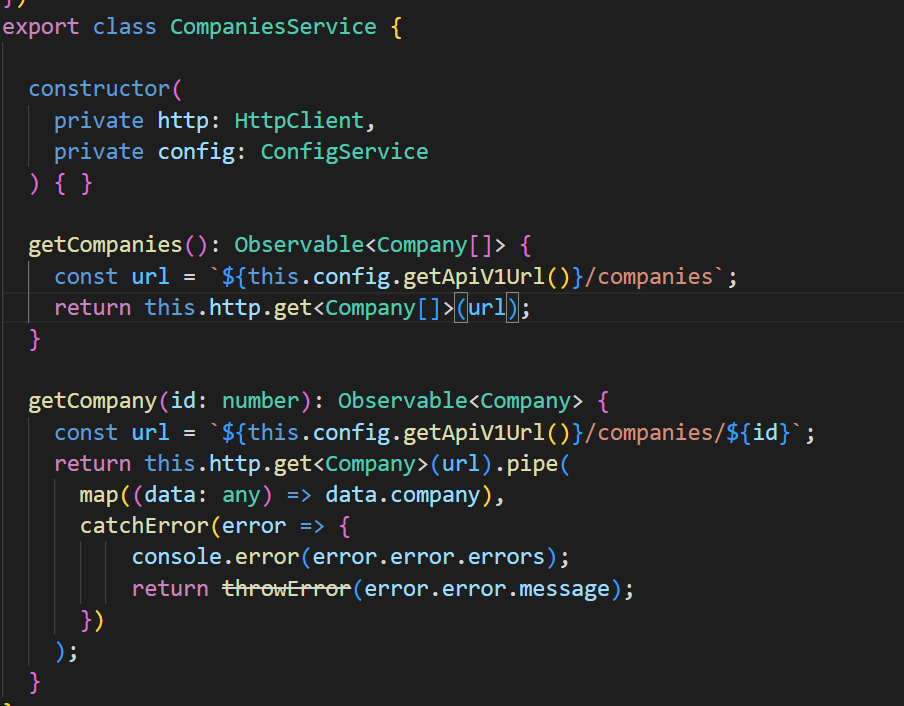 })
export class CompaniesService {
constructor(
private http: HttpClient,
private config: ConfigService
) { }
getCompanies(): Observable<Company[]> {
const url = `${this.config.getApiV1Url()}/companies`;
return this.http.get<Company[]>(url);
}
getCompany(id: number): Observable<Company> {
const url = `${this.config.getApiV1Url()}/companies/${id}`;
return this.http.get<Company>(url).pipe(
map((data: any) => data.company),
catchError(error => {
console.error(error.error.errors);
return throwError(error.error.message);
})
);
}